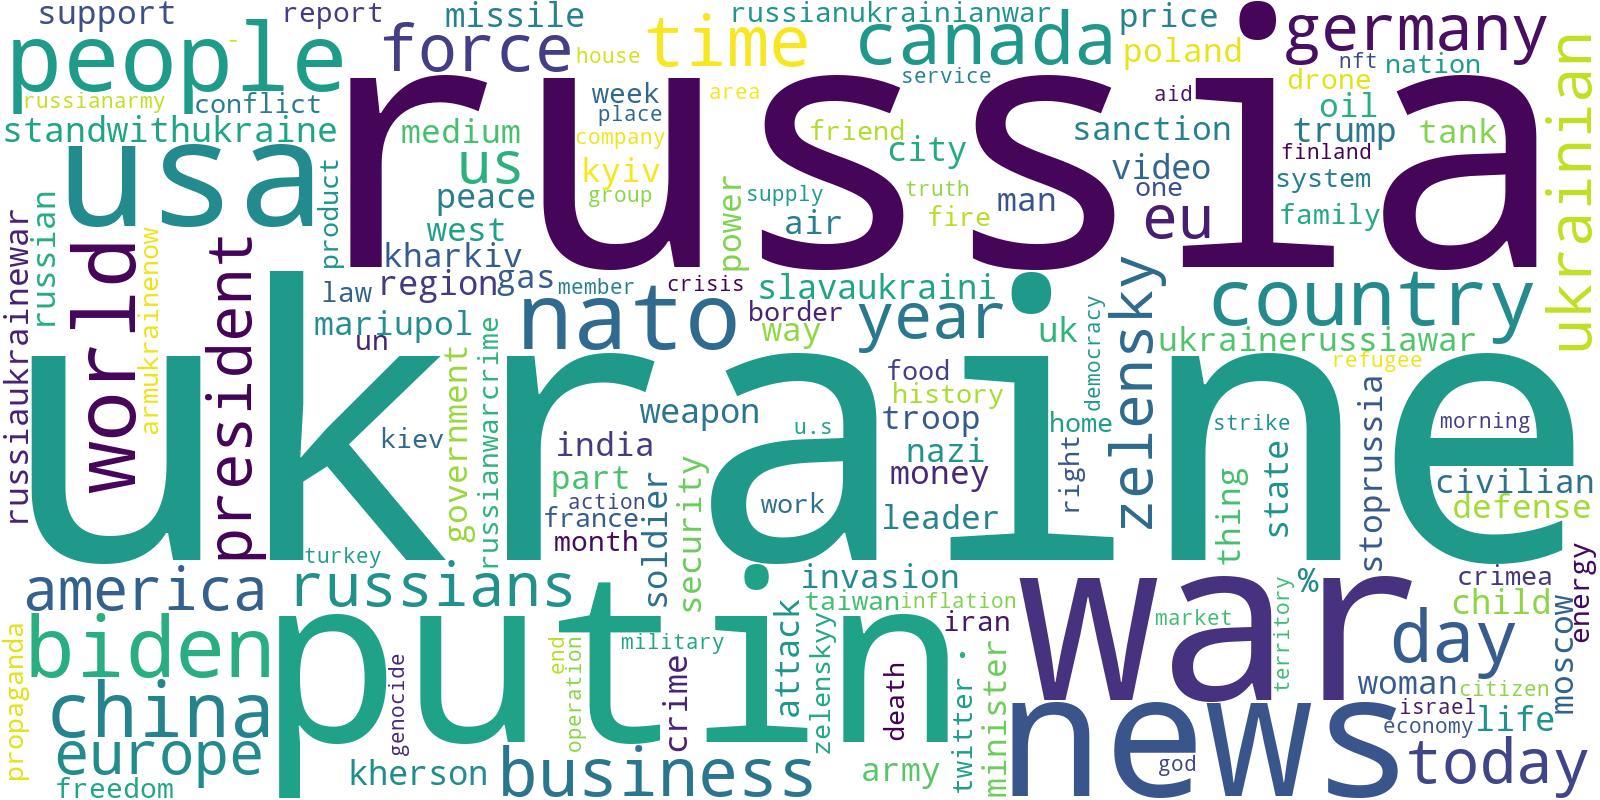 support
report
missile
russianukrainianwar
price
germany
people
force
house
time
canada
poland
nft
nation
-
russianarmy
conflict
service
drone
week
area
aid
oil
place
standwithukraine
medium
company
friend
sanction
trump
tank
ukrainian
usa
russia
us
kyiv
city
video
finland
system
peace
group
power
supply
truth
man
one
family
west
air
fire
eu
russian
product
russiaukrainewar
world
armukrainenow
president
kharkiv
region
gas
member
crisis
slavaukraini
zelensky
country
law
mariupol
un
nato
border
way
year
uk
democracy
ukrainerussiawar
refugee
ukraine
government
russianwarcrime
food
history
kiev
weapon
u.s
troop
home
strike
morning
india
nazi
part
money
right
thing
state
stoprussia
civilian
action
soldier
security
work
defense
france
leader
month
turkey
america
russians
invasion
%
crimea
energy
taiwan
inflation
child
biden
putin
military
attack
zelenskyy
iran
war
market
territory
day
moscow
propaganda
end
operation
genocide
crime
death
minister
woman
citizen
china
twitter
·
news
israel
economy
life
europe
kherson
business
army
god
today
freedom